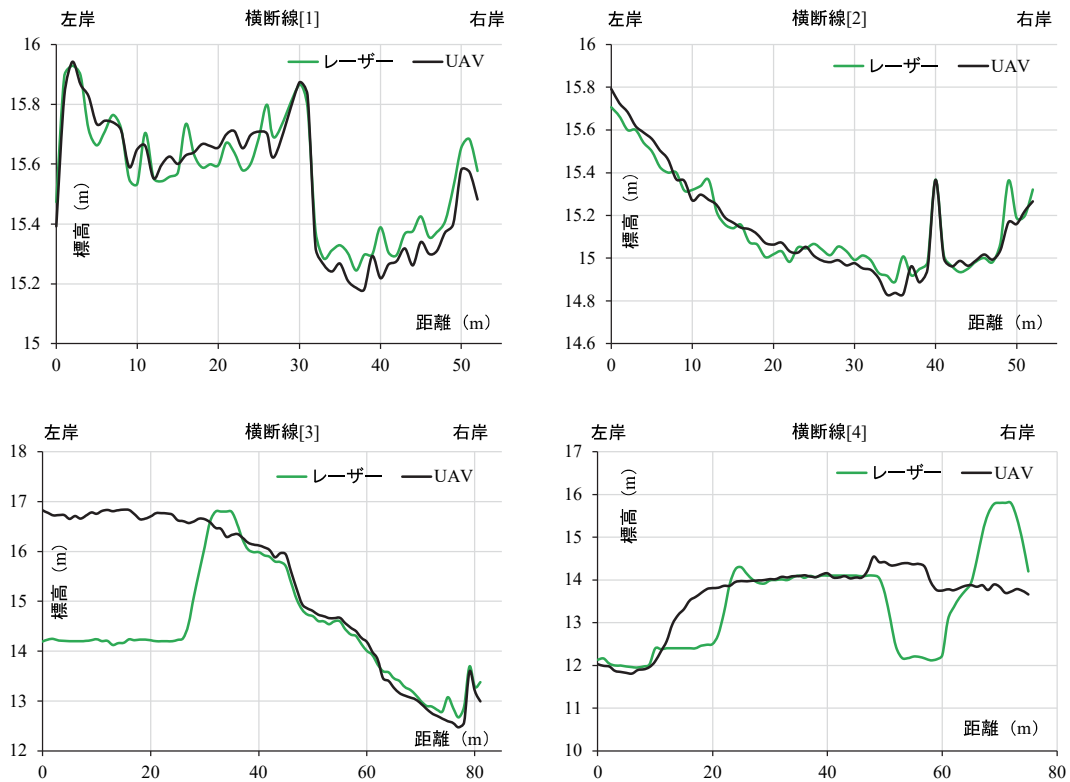 左岸 横断線[1] 右岸
レーザー UAV
16
15.8
15.6
15.4
15.2
15
標高（m）
距離（m）
0 10 20 30 40 50
左岸 横断線[2] 右岸
レーザー UAV
16
15.8
15.6
15.4
15.2
15
14.8
14.6
標高（m）
距離（m）
0 10 20 30 40 50
左岸 横断線[3] 右岸
レーザー UAV
18
17
16
15
14
13
12
標高（m）
距離（m）
0 20 40 60 80
左岸 横断線[4] 右岸
レーザー UAV
17
16
15
14
13
12
11
10
標高（m）
距離（m）
0 20 40 60 80